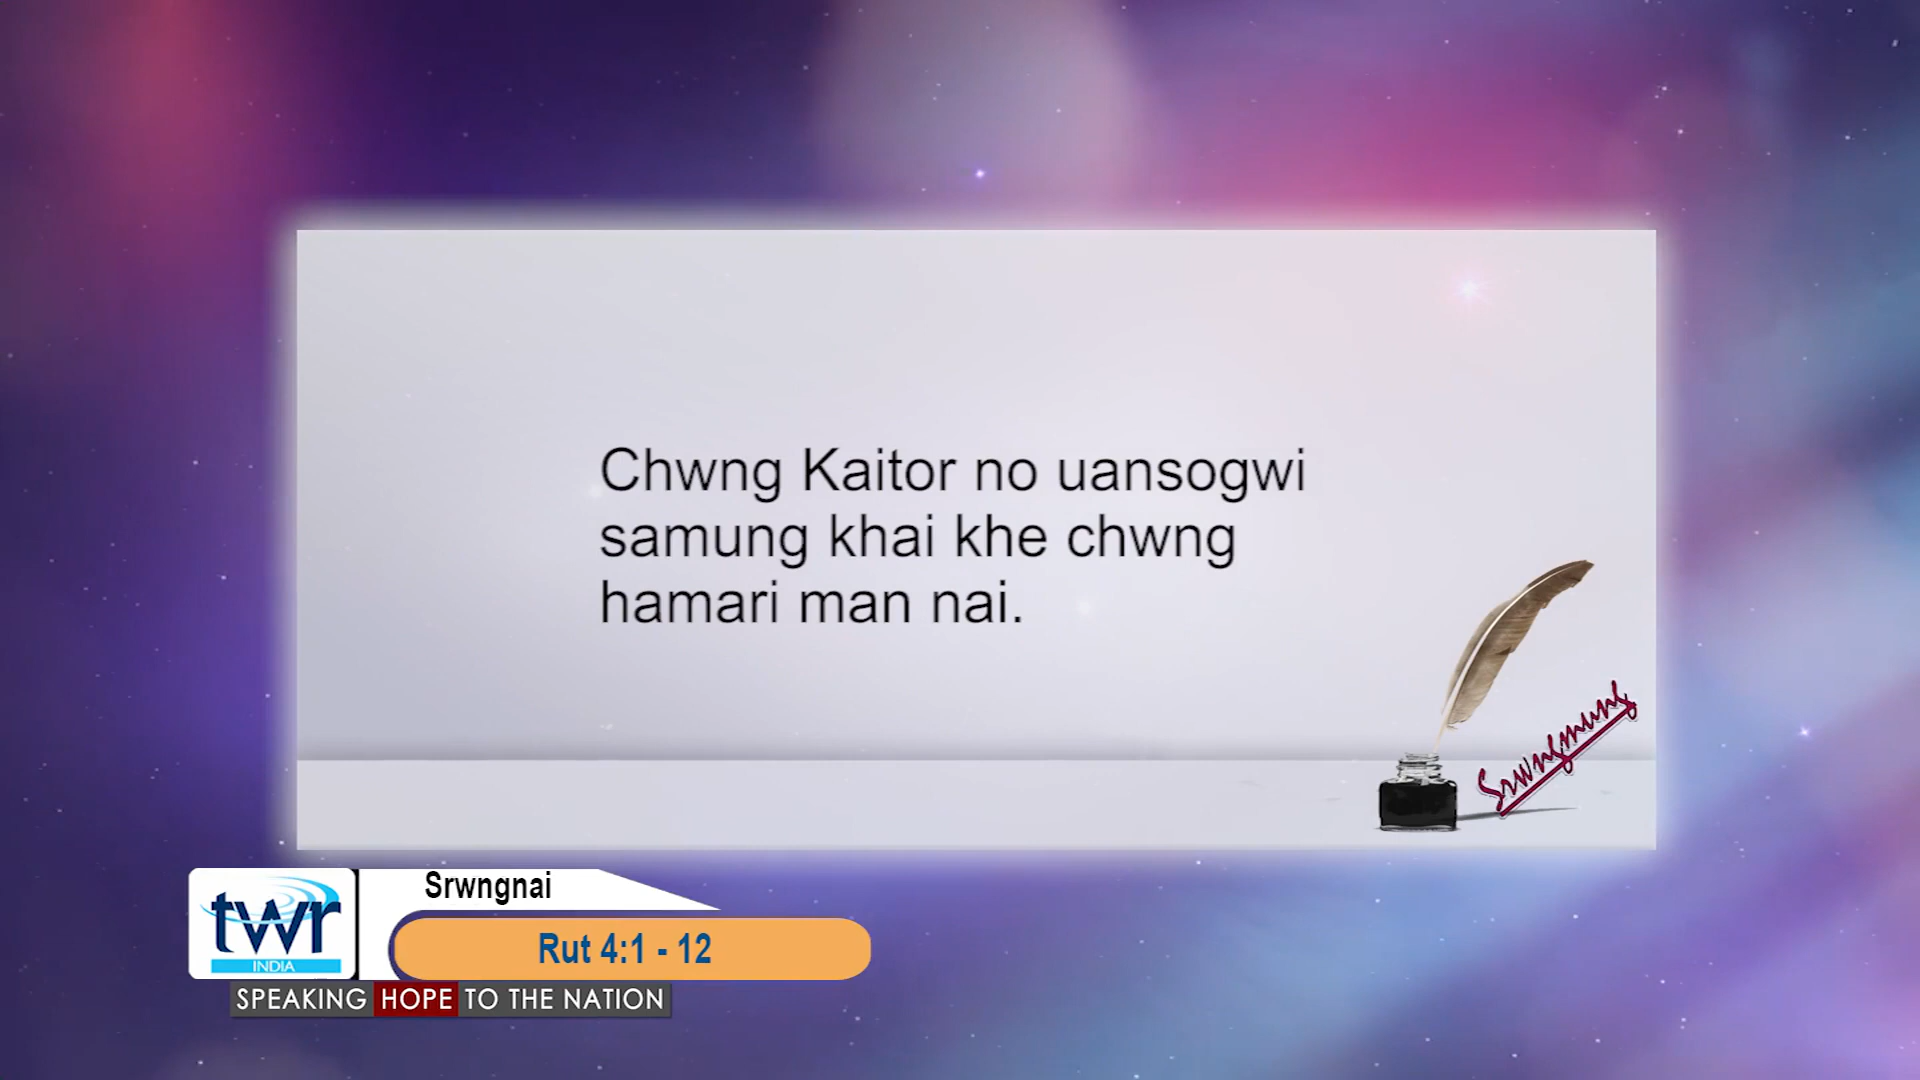 Chwng Kaitor no uansogwi
samung khai khe chwng
hamari man nai.
Srwngmung
twr
INDIA
Srwngnai
Rut 4:1 - 12
SPEAKING HOPE TO THE NATION